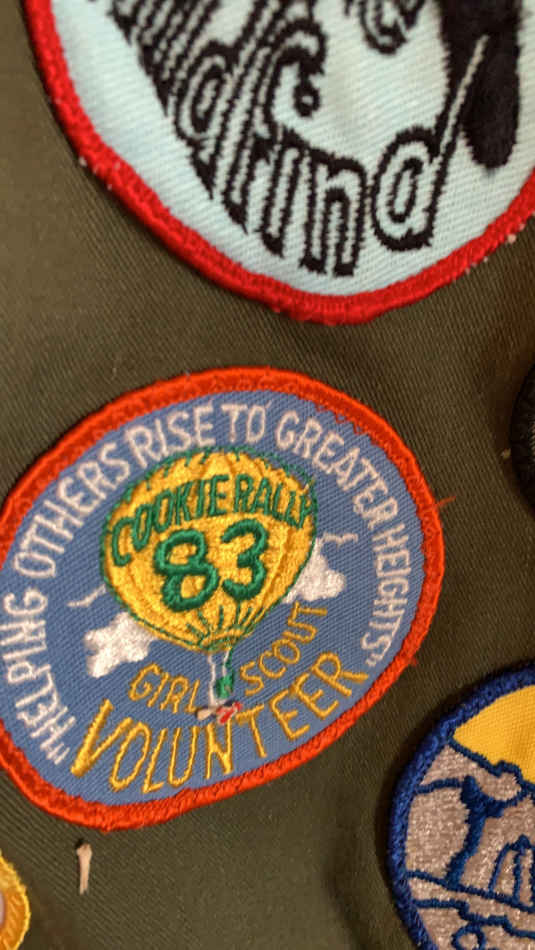 "HELPING OTHERS RISE TO GREATER HEIGHTS"
COOKIE RALLY
83
GIRL SCOUT
VOLUNTEER